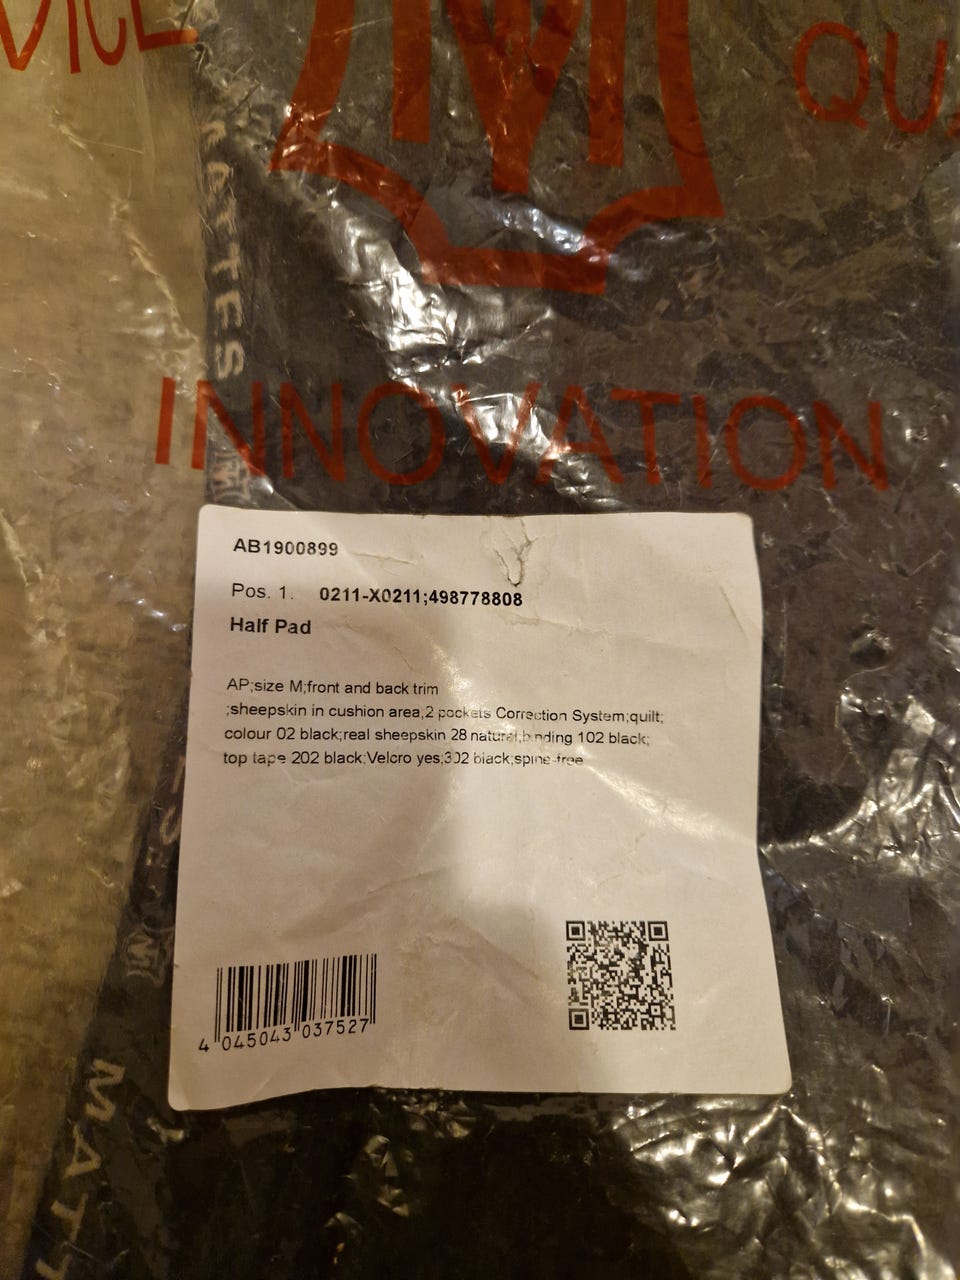 QU
MATTES
INNOVATION
AB1900899
Pos. 1. 0211-X0211;498778808
Half Pad
AP;size M;front and back trim
;sheepskin in cushion area,2 pockets Correction System;quilt;
colour 02 black;real sheepskin 28 natural;binding 102 black;
top tape 202 black;Velcro yes;302 black;spine-free
4 045043 037527
MATT